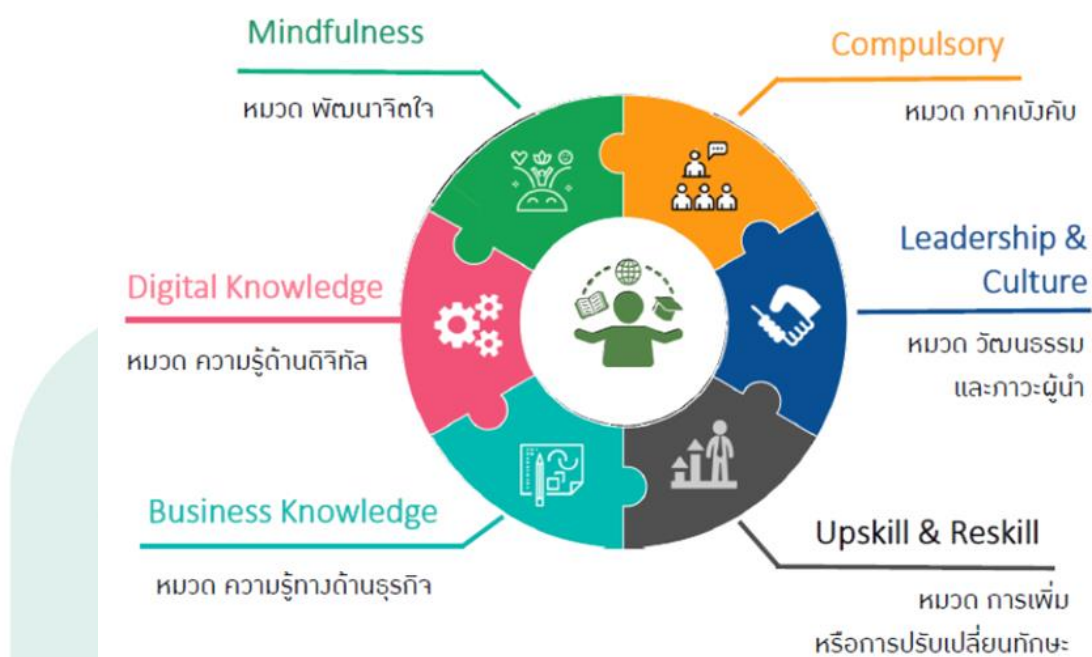 Mindfulness
หมวด พัฒนาจิตใจ
Compulsory
หมวด ภาคบังคับ
Leadership &
Culture
หมวด วัฒนธรรม
และภาวะผู้นำ
Digital Knowledge
หมวด ความรู้ด้านดิจิทัล
Business Knowledge
หมวด ความรู้ทางด้านธุรกิจ
Upskill & Reskill
หมวด การเพิ่ม
หรือการปรับเปลี่ยนทักษะ